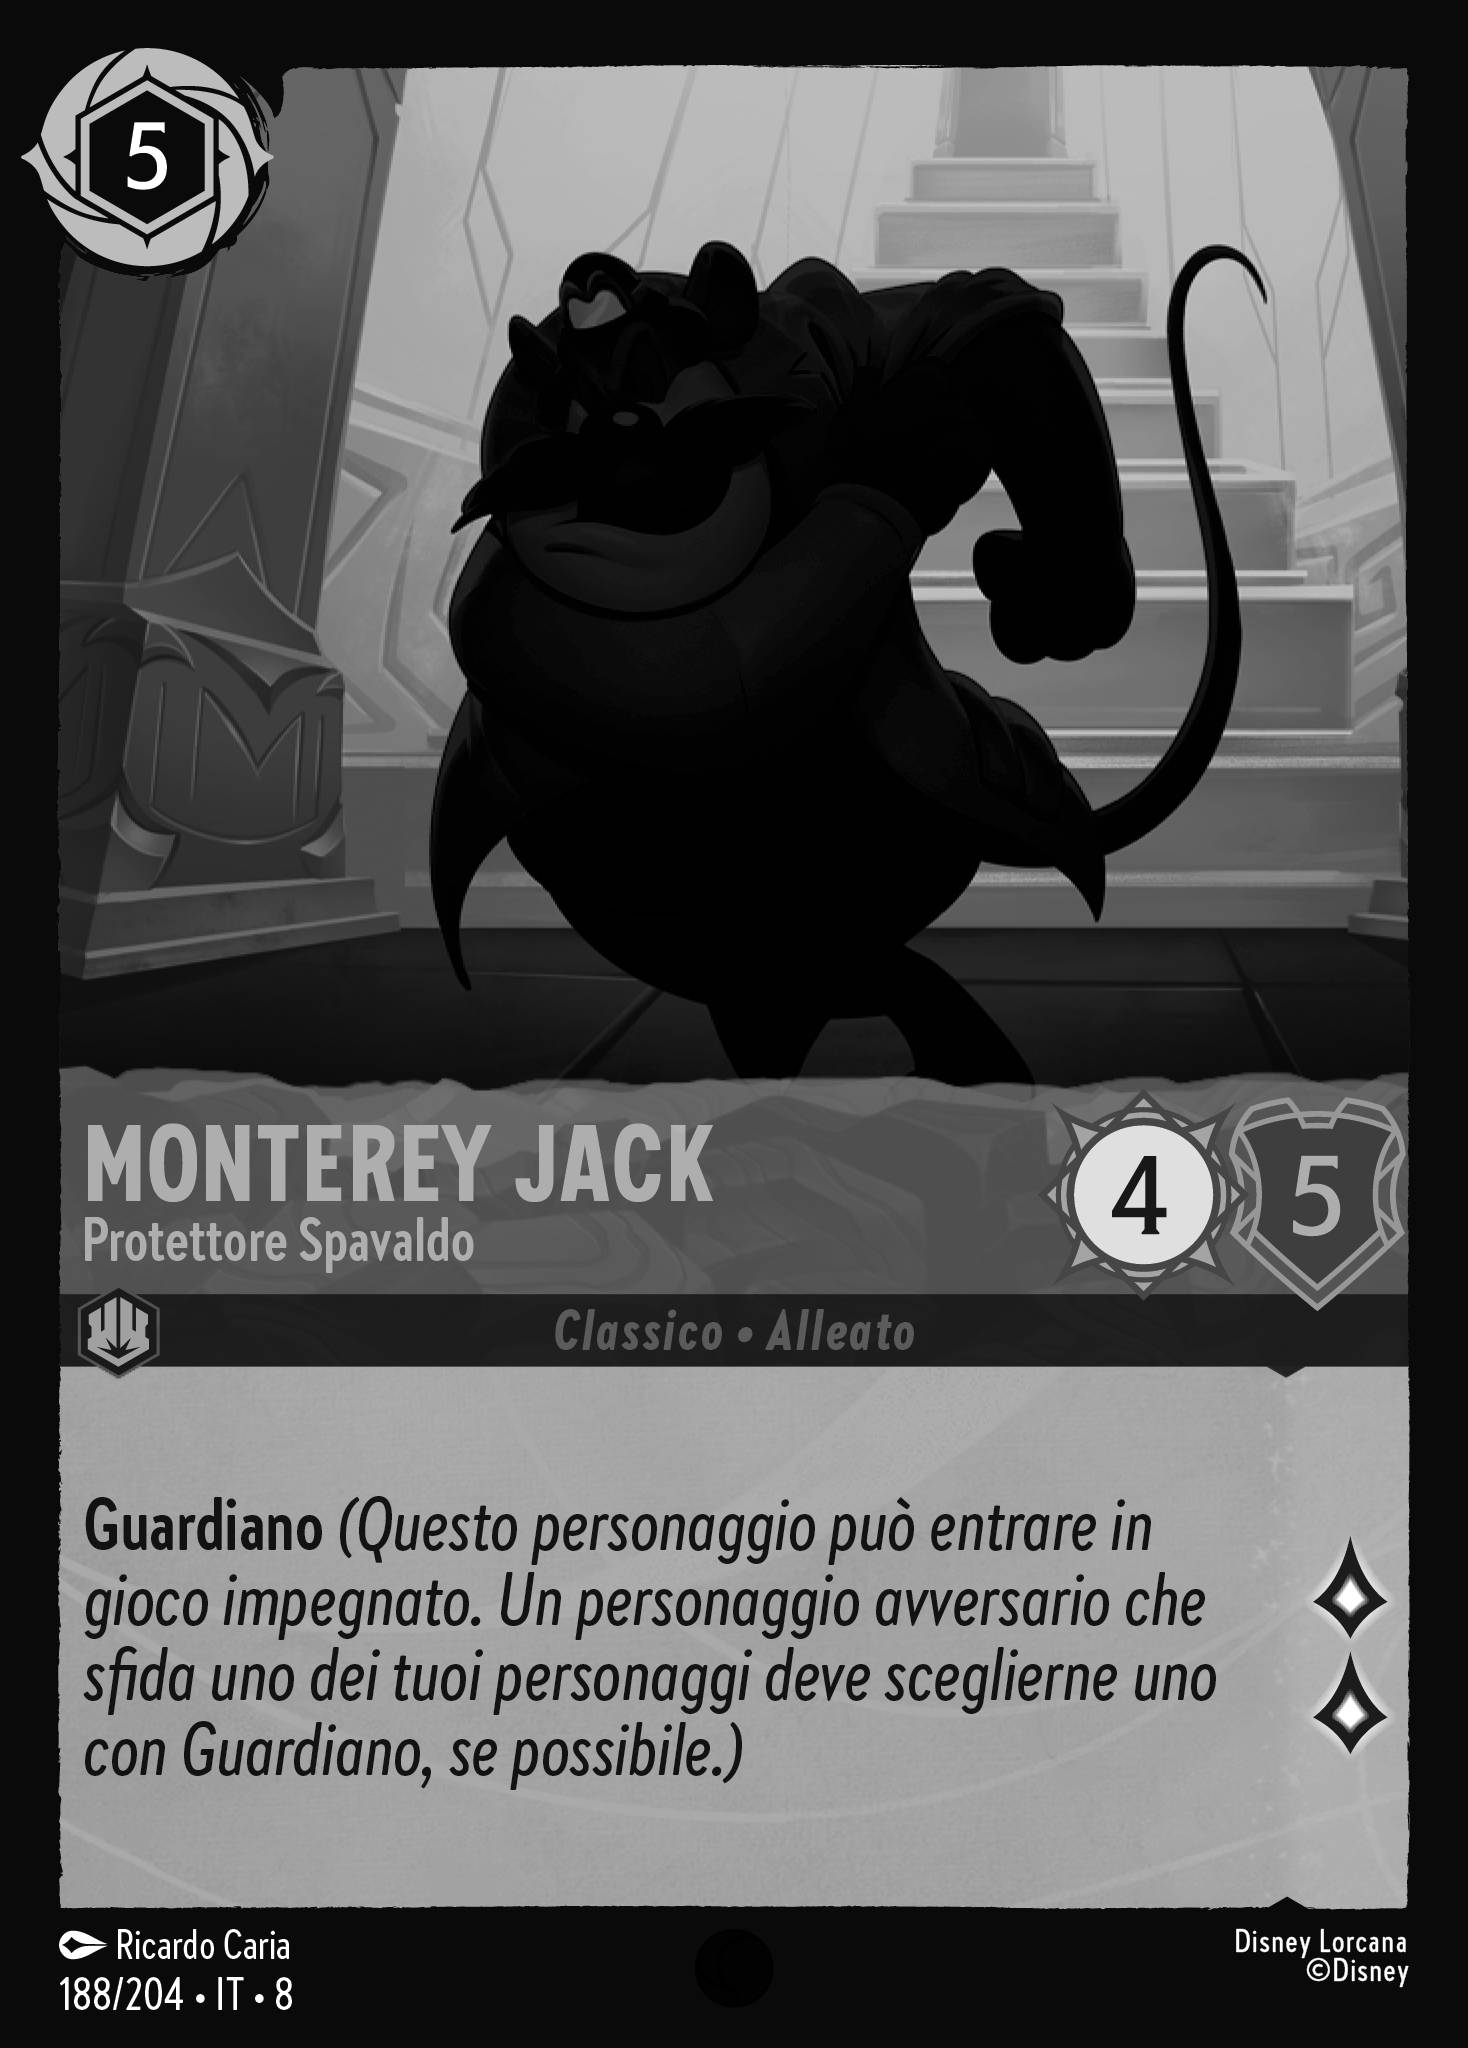 5
MONTEREY JACK
Protettore Spavaldo
4
5
Classico • Alleato
Guardiano (Questo personaggio può entrare in
gioco impegnato. Un personaggio avversario che
sfida uno dei tuoi personaggi deve sceglierne uno
con Guardiano, se possibile.)
Ricardo Caria
188/204 • IT • 8
Disney Lorcana
©Disney